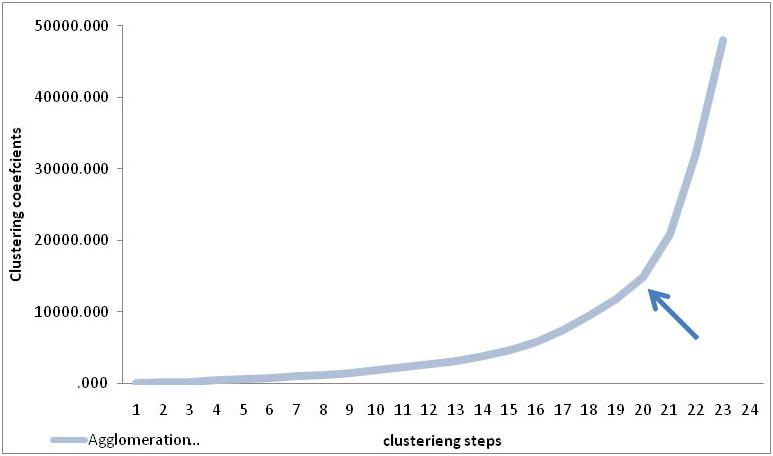 50000.000
40000.000
30000.000
20000.000
10000.000
.000
Clustering coeefcients
1 2 3 4 5 6 7 8 9 10 11 12 13 14 15 16 17 18 19 20 21 22 23 24
Agglomeration...
clusterieng steps